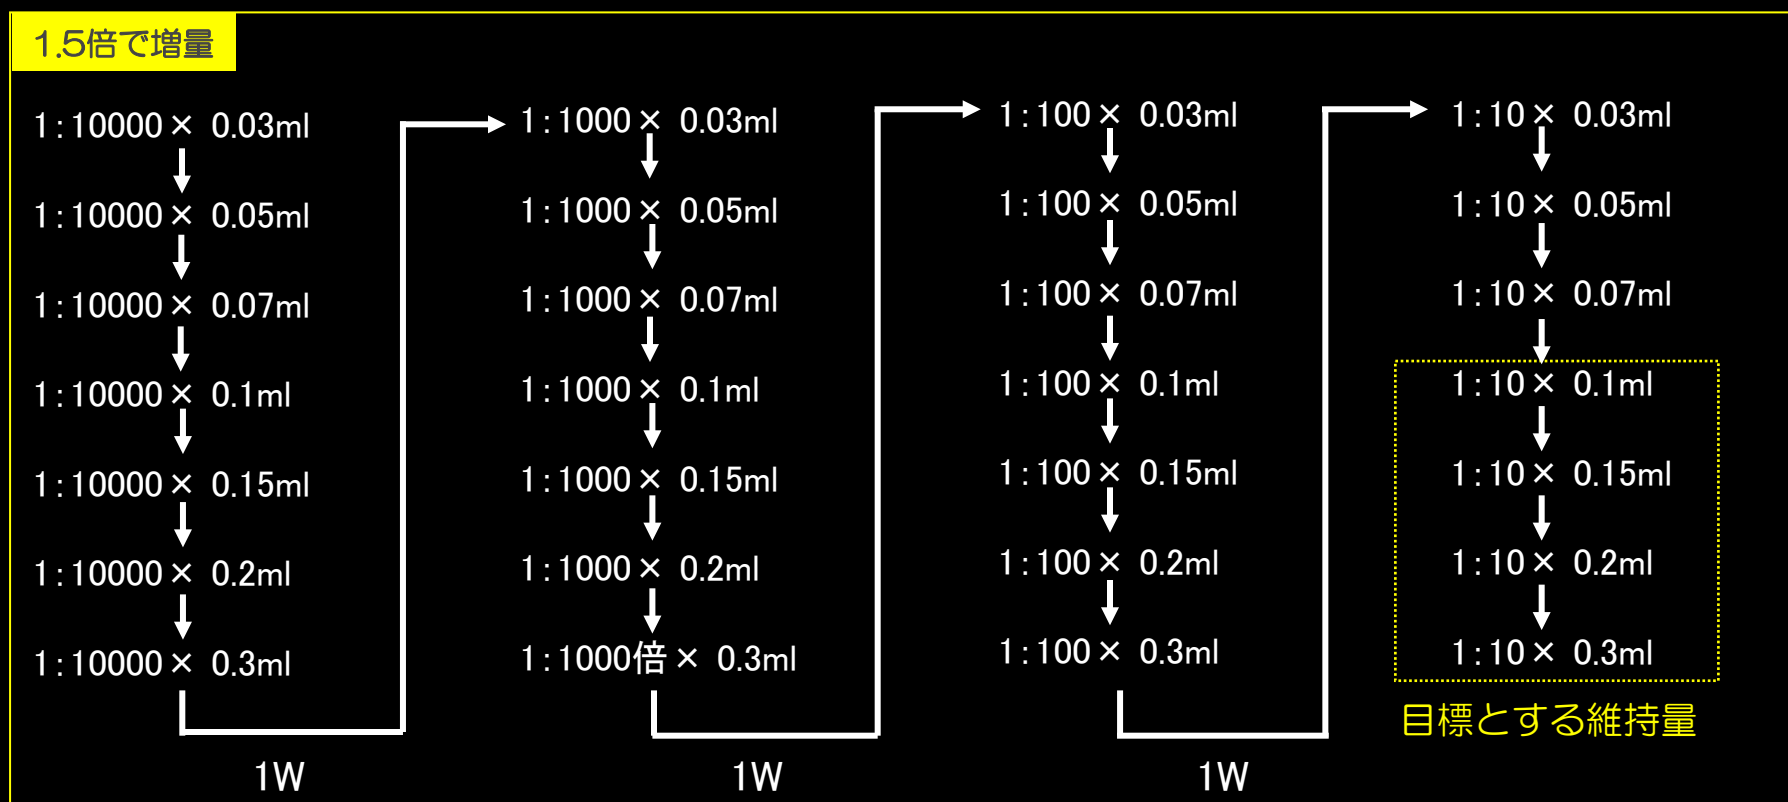 1.5倍で増量
1:10000× 0.03ml
1:10000× 0.05ml
1:10000× 0.07ml
1:10000× 0.1ml
1:10000× 0.15ml
1:10000× 0.2ml
1:10000× 0.3ml
1W
1:1000× 0.03ml
1:1000× 0.05ml
1:1000× 0.07ml
1:1000× 0.1ml
1:1000× 0.15ml
1:1000× 0.2ml
1:1000倍× 0.3ml
1W
1:100× 0.03ml
1:100× 0.05ml
1:100× 0.07ml
1:100× 0.1ml
1:100× 0.15ml
1:100× 0.2ml
1:100× 0.3ml
1W
1:10× 0.03ml
1:10× 0.05ml
1:10× 0.07ml
1:10× 0.1ml
1:10× 0.15ml
1:10× 0.2ml
1:10× 0.3ml
目標とする維持量